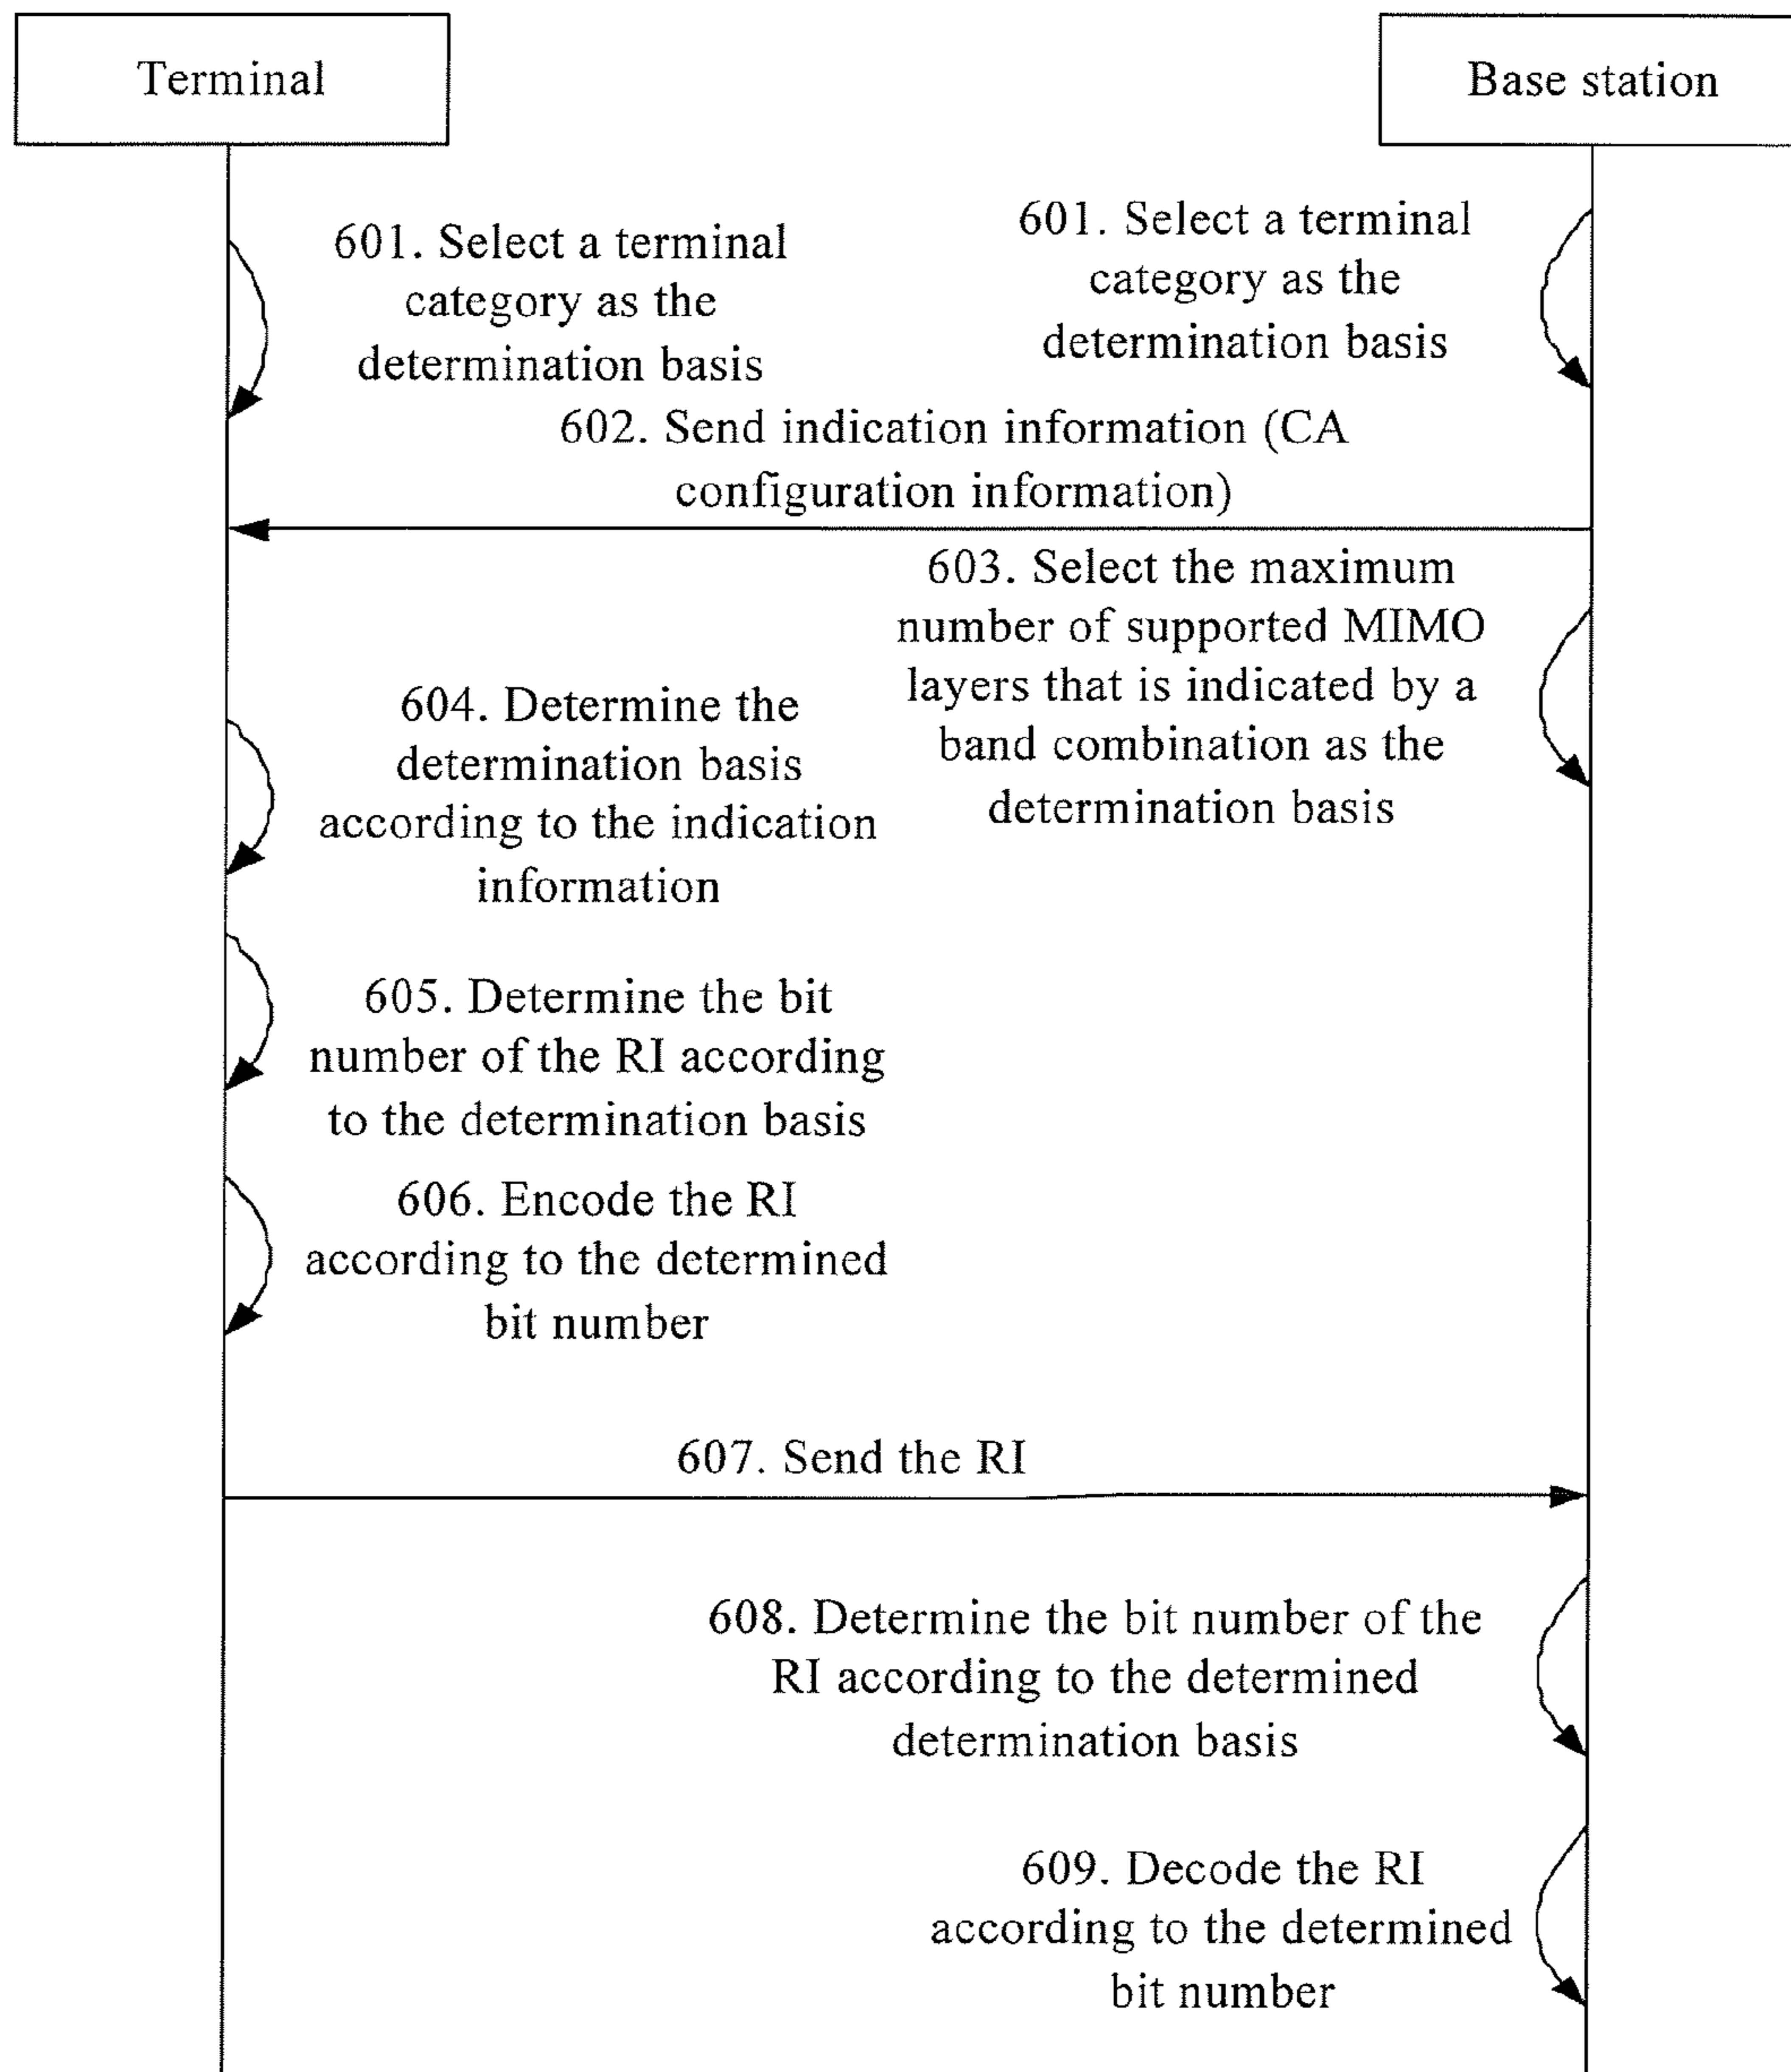 Terminal
Base station
601. Select a terminal
category as the
determination basis
601. Select a terminal
category as the
determination basis
602. Send indication information (CA
configuration information)
603. Select the maximum
number of supported MIMO
layers that is indicated by a
band combination as the
determination basis
604. Determine the
determination basis
according to the indication
information
605. Determine the bit
number of the RI according
to the determination basis
606. Encode the RI
according to the determined
bit number
607. Send the RI
608. Determine the bit number of the
RI according to the determined
determination basis
609. Decode the RI
according to the determined
bit number